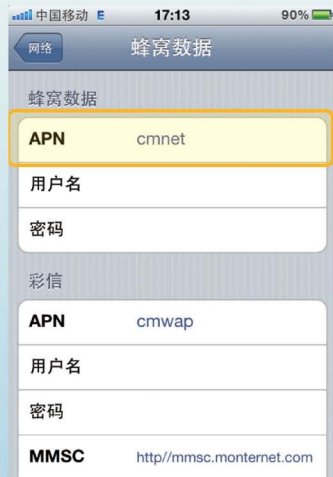 中国移动 E 17:13 90%
网络 蜂窝数据
蜂窝数据
APN cmnet
用户名
密码
彩信
APN cmwap
用户名
密码
MMSC http//mmsc.monternet.com